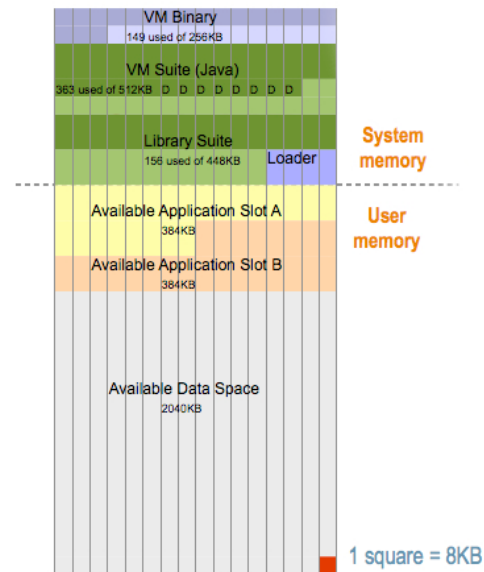 VM Binary
149 used of 256KB
VM Suite (Java)
363 used of 512KB D D D D D D D D
Library Suite
156 used of 448KB
Loader
System
memory
User
memory
Available Application Slot A
384KB
Available Application Slot B
384KB
Available Data Space
2040KB
1 square = 8KB